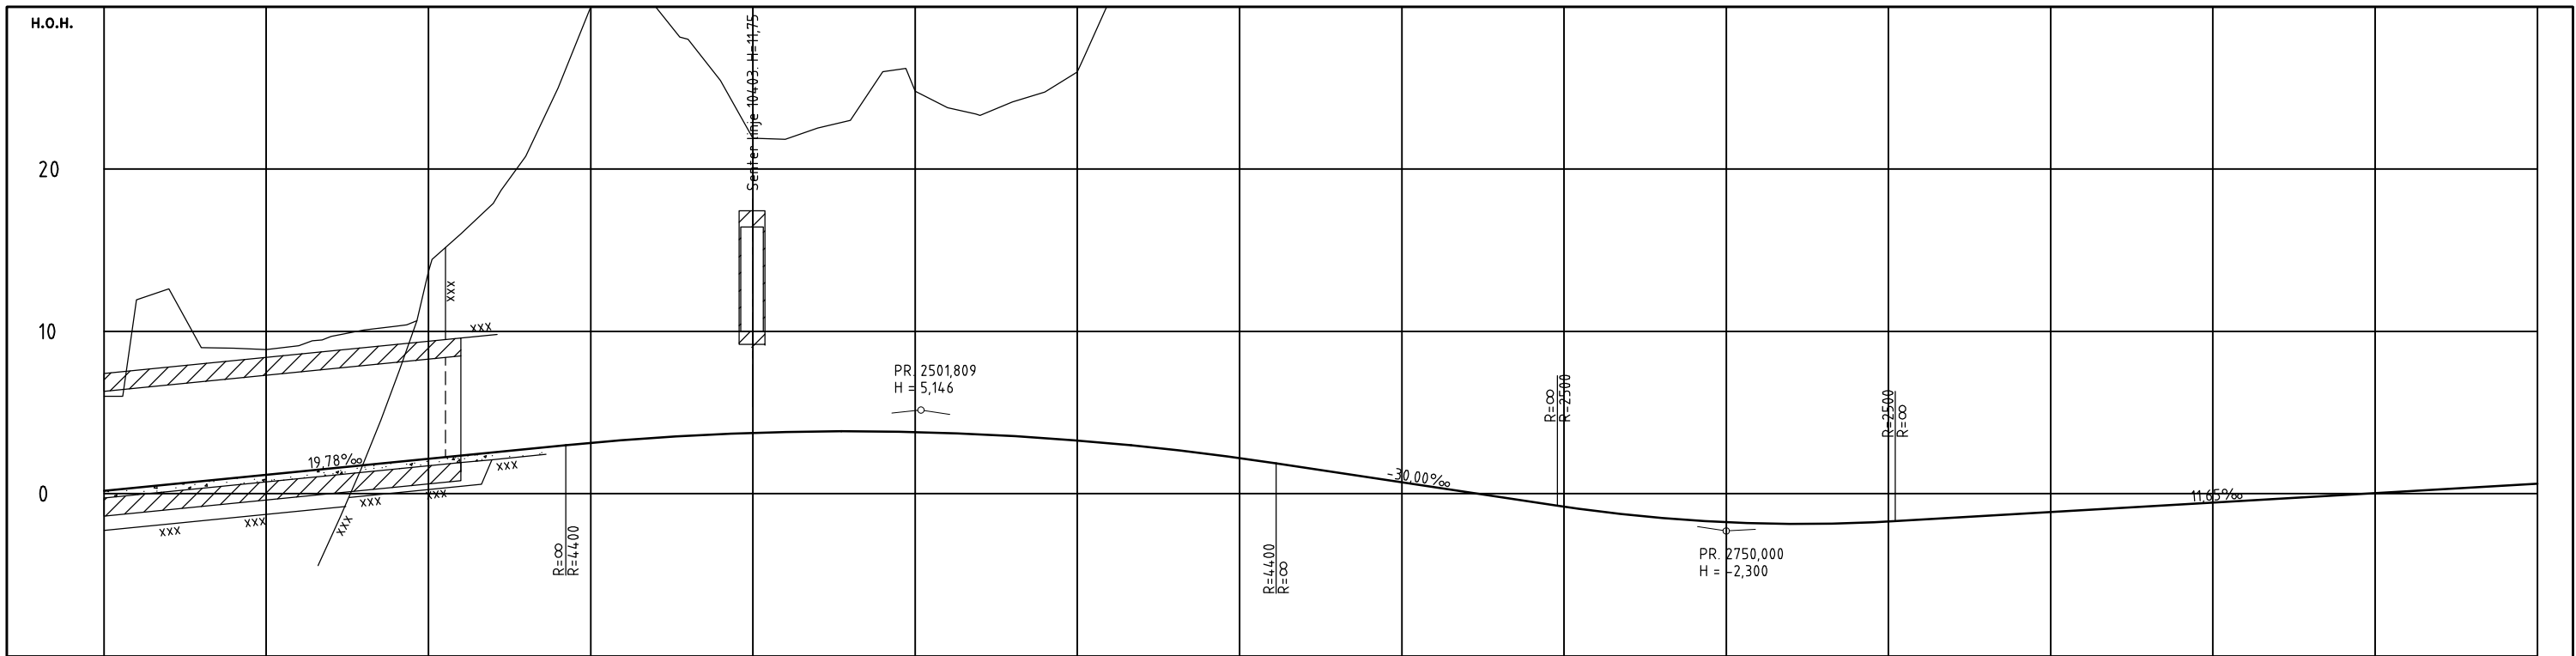 H.O.H.
Senter linje 10403. H=11,75
20
xxx
xxx
10
PR. 2501,809
H = 5,146
R=∞
R=2500
R=2500
R=∞
19,78‰
xxx
-30,00‰
0
xxx
xxx
11,65‰
xxx
xxx
xxx
R=∞
R=4400
R=4400
R=∞
PR. 2750,000
H = -2,300